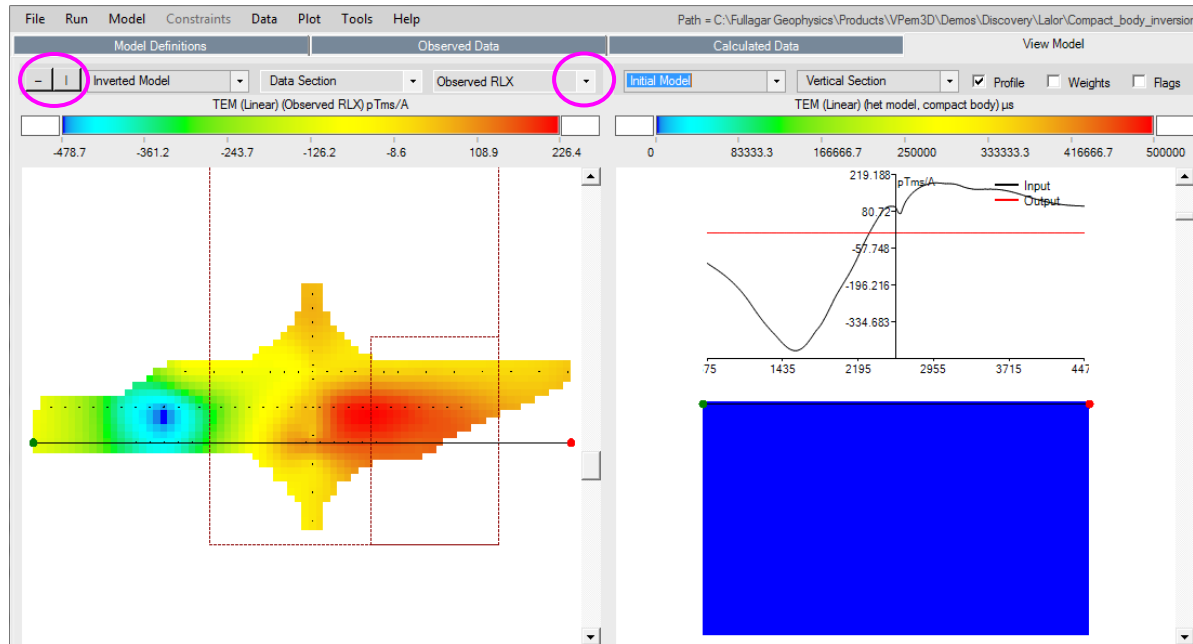 File Run Model Constraints Data Plot Tools Help Path = C:\Fullagar Geophysics\Products\VPem3D\Demos\Discovery\Lalor\Compact_body_inversion
Model Definitions Observed Data Calculated Data View Model
– | Inverted Model Data Section Observed RLX Initial Model Vertical Section Profile Weights Flags
TEM (Linear) (Observed RLX) pTms/A TEM (Linear) (het model, compact body) µs
-478.7 -361.2 -243.7 -126.2 -8.6 108.9 226.4 0 83333.3 166666.7 250000 333333.3 416666.7 500000
219.188 pTms/A Input
Output
80.72
-57.748
-196.216
-334.683
75 1435 2195 2955 3715 447